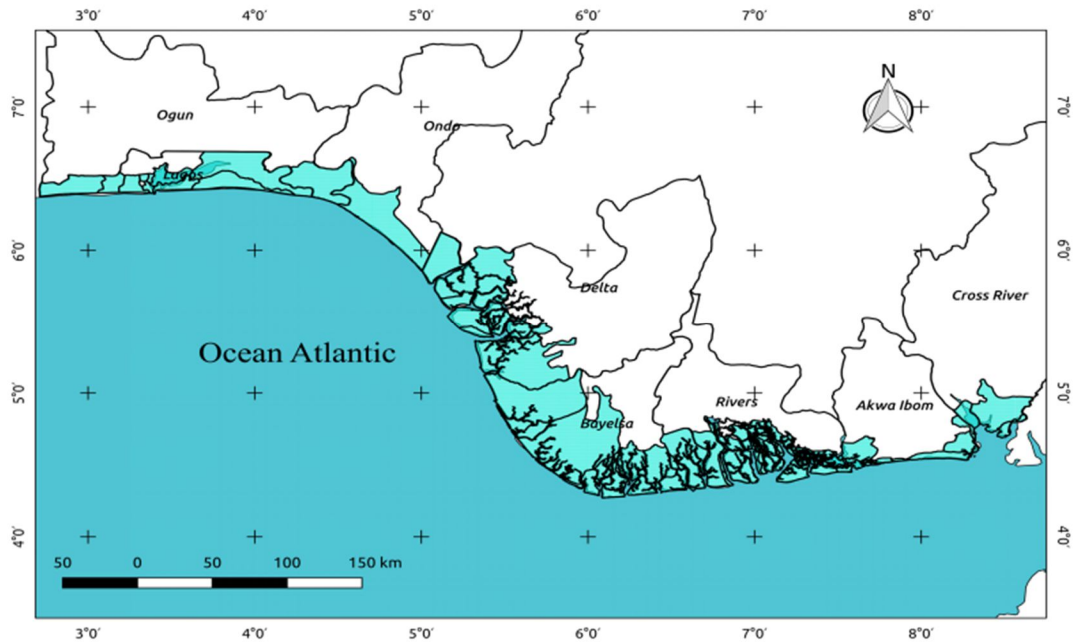 3°0' 4°0' 5°0' 6°0' 7°0' 8°0'
N
7°0' 7°0'
Ogun
Ondo
Lagos
6°0' 6°0'
Delta
Cross River
Ocean Atlantic
5°0' 5°0'
Rivers
Akwa Ibom
Bayelsa
4°0' 4°0'
50 0 50 100 150 km
3°0' 4°0' 5°0' 6°0' 7°0' 8°0'